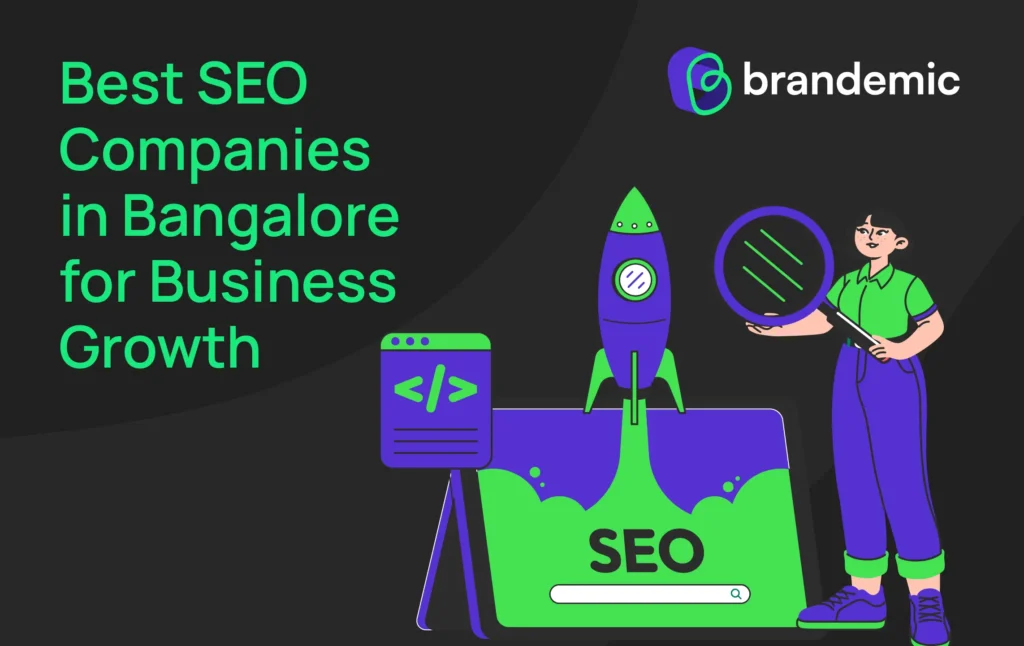 Best SEO
Companies
in Bangalore
for Business
Growth
brandemic
</>
SEO